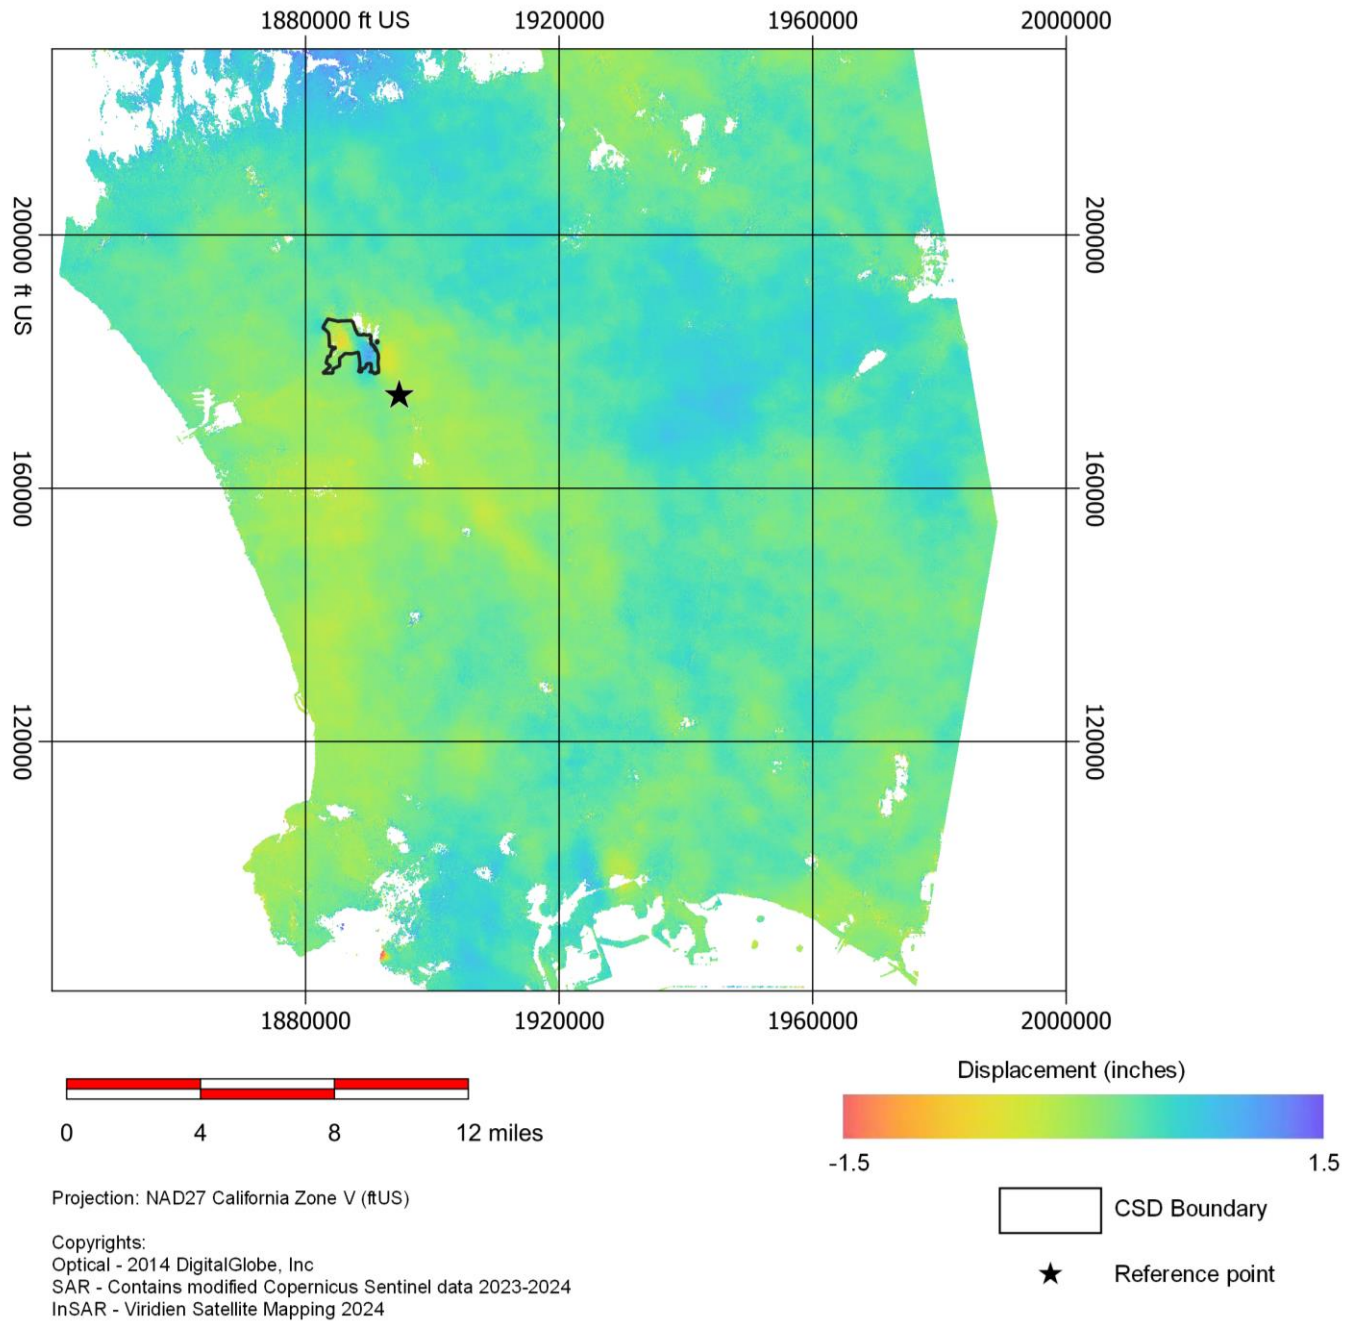 1880000 ft US 1920000 1960000 2000000
200000 ft US
200000
160000
160000
120000
120000
1880000 1920000 1960000 2000000
Displacement (inches)
-1.5 1.5
0 4 8 12 miles
Projection: NAD27 California Zone V (ftUS)
CSD Boundary
Copyrights:
Optical - 2014 DigitalGlobe, Inc
SAR - Contains modified Copernicus Sentinel data 2023-2024
InSAR - Viridien Satellite Mapping 2024
Reference point